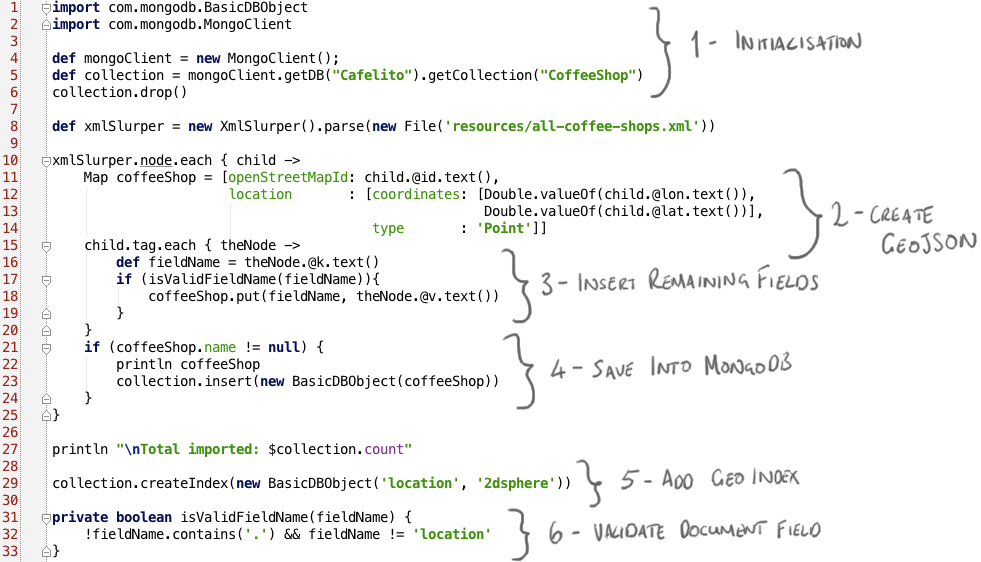 1 import com.mongodb.BasicDBObject
2 import com.mongodb.MongoClient
3
4 def mongoClient = new MongoClient();
5 def collection = mongoClient.getDB("Cafelito").getCollection("CoffeeShop")
6 collection.drop()
1 - INITIALISATION
7
8 def xmlSlurper = new XmlSlurper().parse(new File('resources/all-coffee-shops.xml'))
9
10 xmlSlurper.node.each { child ->
11     Map coffeeShop = [openStreetMapId: child.@id.text(),
12                       location        : [coordinates: [Double.valueOf(child.@lon.text()),
13                                                       Double.valueOf(child.@lat.text())],
14                                         type       : 'Point']]
2 - CREATE
GEOJSON
15     child.tag.each { theNode ->
16         def fieldName = theNode.@k.text()
17         if (isValidFieldName(fieldName)){
18             coffeeShop.put(fieldName, theNode.@v.text())
19         }
3 - INSERT REMAINING FIELDS
20     }
21     if (coffeeShop.name != null) {
22         println coffeeShop
23         collection.insert(new BasicDBObject(coffeeShop))
24     }
4 - SAVE INTO MONGODB
25 }
26
27 println "\nTotal imported: $collection.count"
28
29 collection.createIndex(new BasicDBObject('location', '2dsphere'))
5 - ADD GEO INDEX
30
31 private boolean isValidFieldName(fieldName) {
32     !fieldName.contains('.') && fieldName != 'location'
33 }
6 - VALIDATE DOCUMENT FIELD